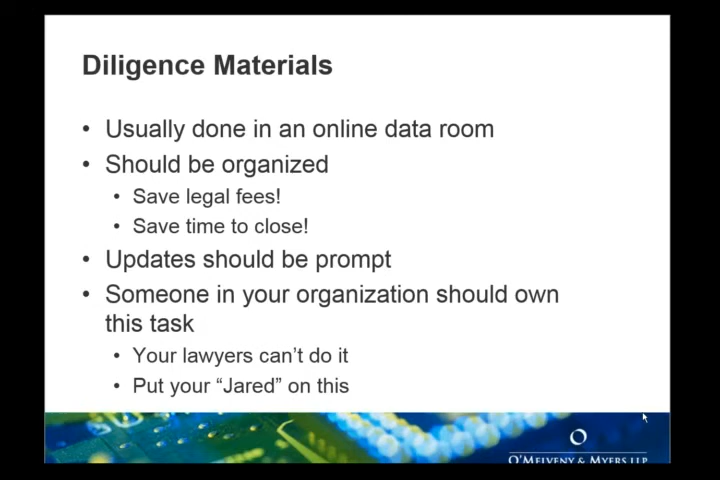 Diligence Materials
• Usually done in an online data room
• Should be organized
• Save legal fees!
• Save time to close!
• Updates should be prompt
• Someone in your organization should own
this task
• Your lawyers can’t do it
• Put your “Jared” on this
O
O'MELVENY & MYERS LLP